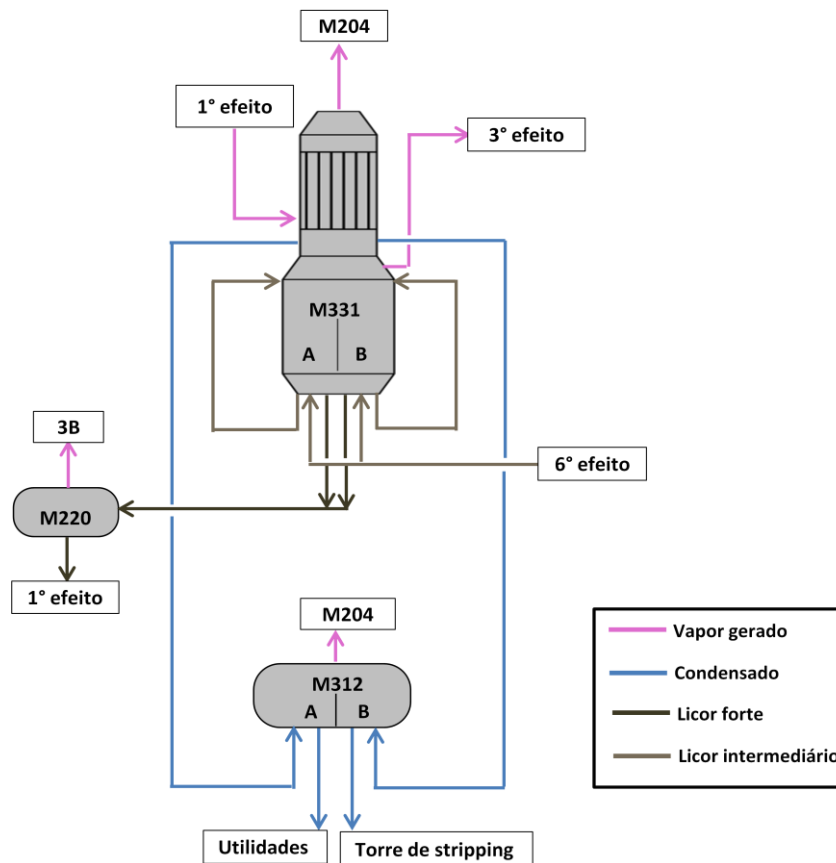 M204
1° efeito
3° efeito
M331
A B
3B
6° efeito
M220
1° efeito
M204
M312
A B
Utilidades
Torre de stripping
Vapor gerado
Condensado
Licor forte
Licor intermediário